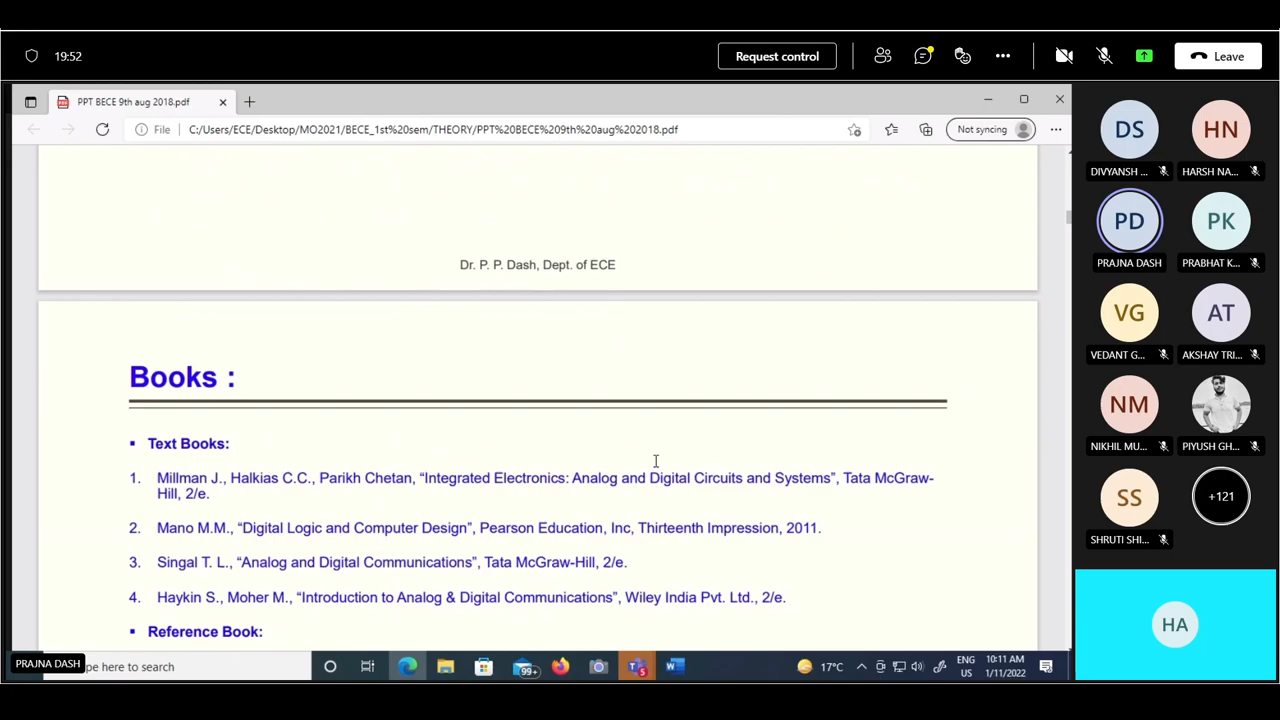 19:52
Request control
Leave
PPT BECE 9th aug 2018.pdf
File
C:/Users/ECE/Desktop/MO2021/BECE_1st%20sem/THEORY/PPT%20BECE%209th%20aug%202018.pdf
Not syncing
Dr. P. P. Dash, Dept. of ECE
Books :
▪ Text Books:
1. Millman J., Halkias C.C., Parikh Chetan, “Integrated Electronics: Analog and Digital Circuits and Systems”, Tata McGraw-
Hill, 2/e.
2. Mano M.M., “Digital Logic and Computer Design”, Pearson Education, Inc, Thirteenth Impression, 2011.
3. Singal T. L., “Analog and Digital Communications”, Tata McGraw-Hill, 2/e.
4. Haykin S., Moher M., “Introduction to Analog & Digital Communications”, Wiley India Pvt. Ltd., 2/e.
▪ Reference Book:
DS
DIVYANSH ...
HN
HARSH NA...
PD
PRAJNA DASH
PK
PRABHAT K...
VG
VEDANT G...
AT
AKSHAY TRI...
NM
NIKHIL MU...
PIYUSH GH...
SS
SHRUTI SHI...
+121
HA
PRAJNA DASH
pe here to search
99+
17°C
ENG
US
10:11 AM
1/11/2022